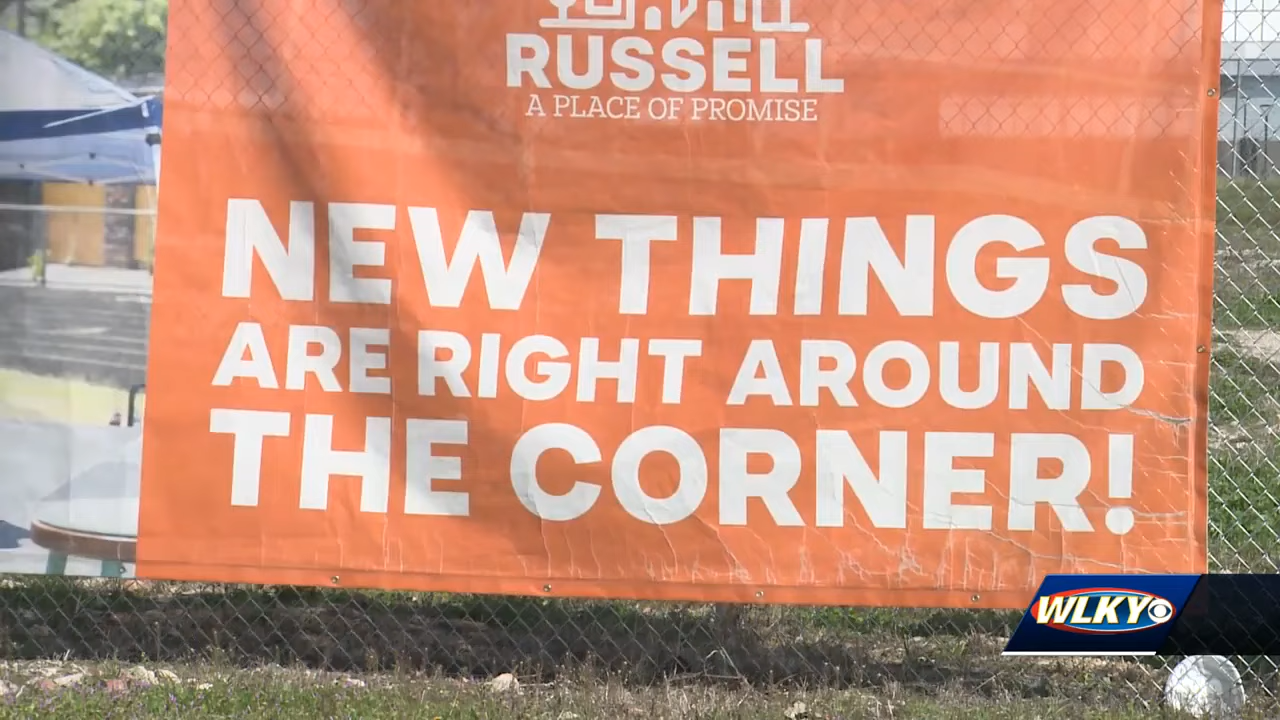 RUSSELL
A PLACE OF PROMISE
NEW THINGS
ARE RIGHT AROUND
THE CORNER!
WLKY